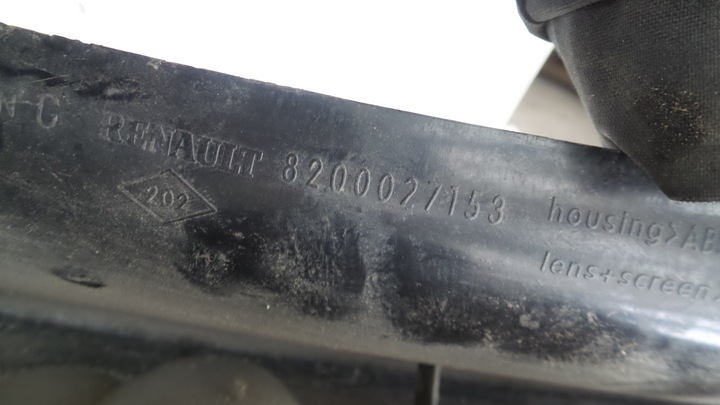 -C RENAULT 8200027153 housing>AB
202 lens+screen